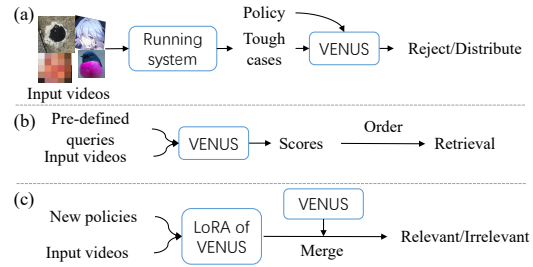 (a)
Policy
Running
system
Tough
cases
VENUS
Reject/Distribute
Input videos
(b)
Pre-defined
queries
Input videos
VENUS
Scores
Order
Retrieval
(c)
New policies
Input videos
LoRA of
VENUS
VENUS
Merge
Relevant/Irrelevant